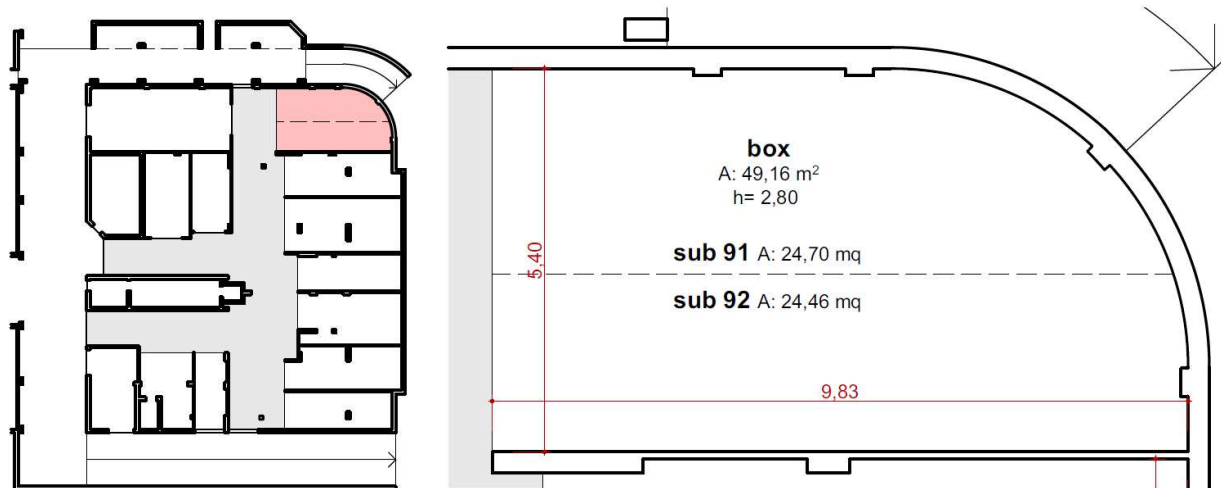 box
A: 49,16 m²
h= 2,80
5,40
sub 91 A: 24,70 mq
sub 92 A: 24,46 mq
9,83